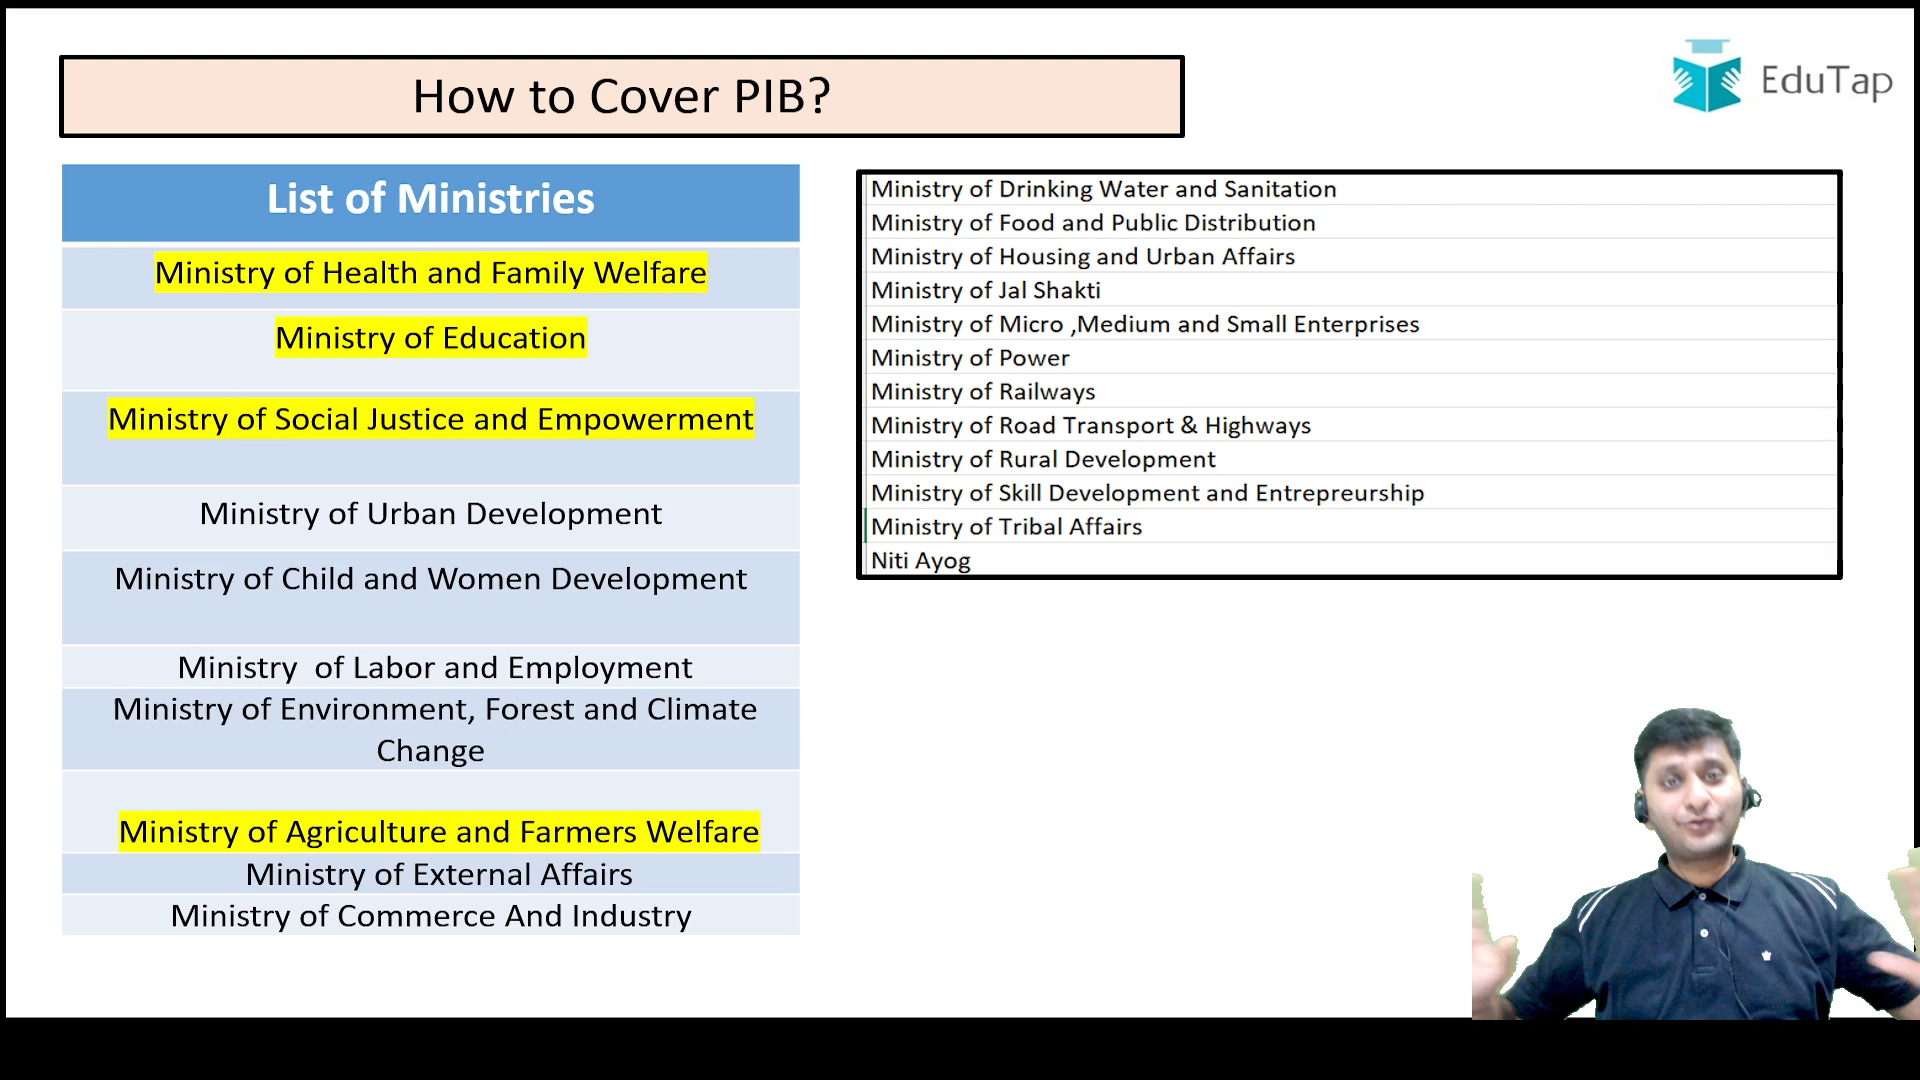 How to Cover PIB?
EduTap
List of Ministries
Ministry of Health and Family Welfare
Ministry of Education
Ministry of Social Justice and Empowerment
Ministry of Urban Development
Ministry of Child and Women Development
Ministry  of Labor and Employment
Ministry of Environment, Forest and Climate
Change
Ministry of Agriculture and Farmers Welfare
Ministry of External Affairs
Ministry of Commerce And Industry
Ministry of Drinking Water and Sanitation
Ministry of Food and Public Distribution
Ministry of Housing and Urban Affairs
Ministry of Jal Shakti
Ministry of Micro ,Medium and Small Enterprises
Ministry of Power
Ministry of Railways
Ministry of Road Transport & Highways
Ministry of Rural Development
Ministry of Skill Development and Entrepreurship
Ministry of Tribal Affairs
Niti Ayog